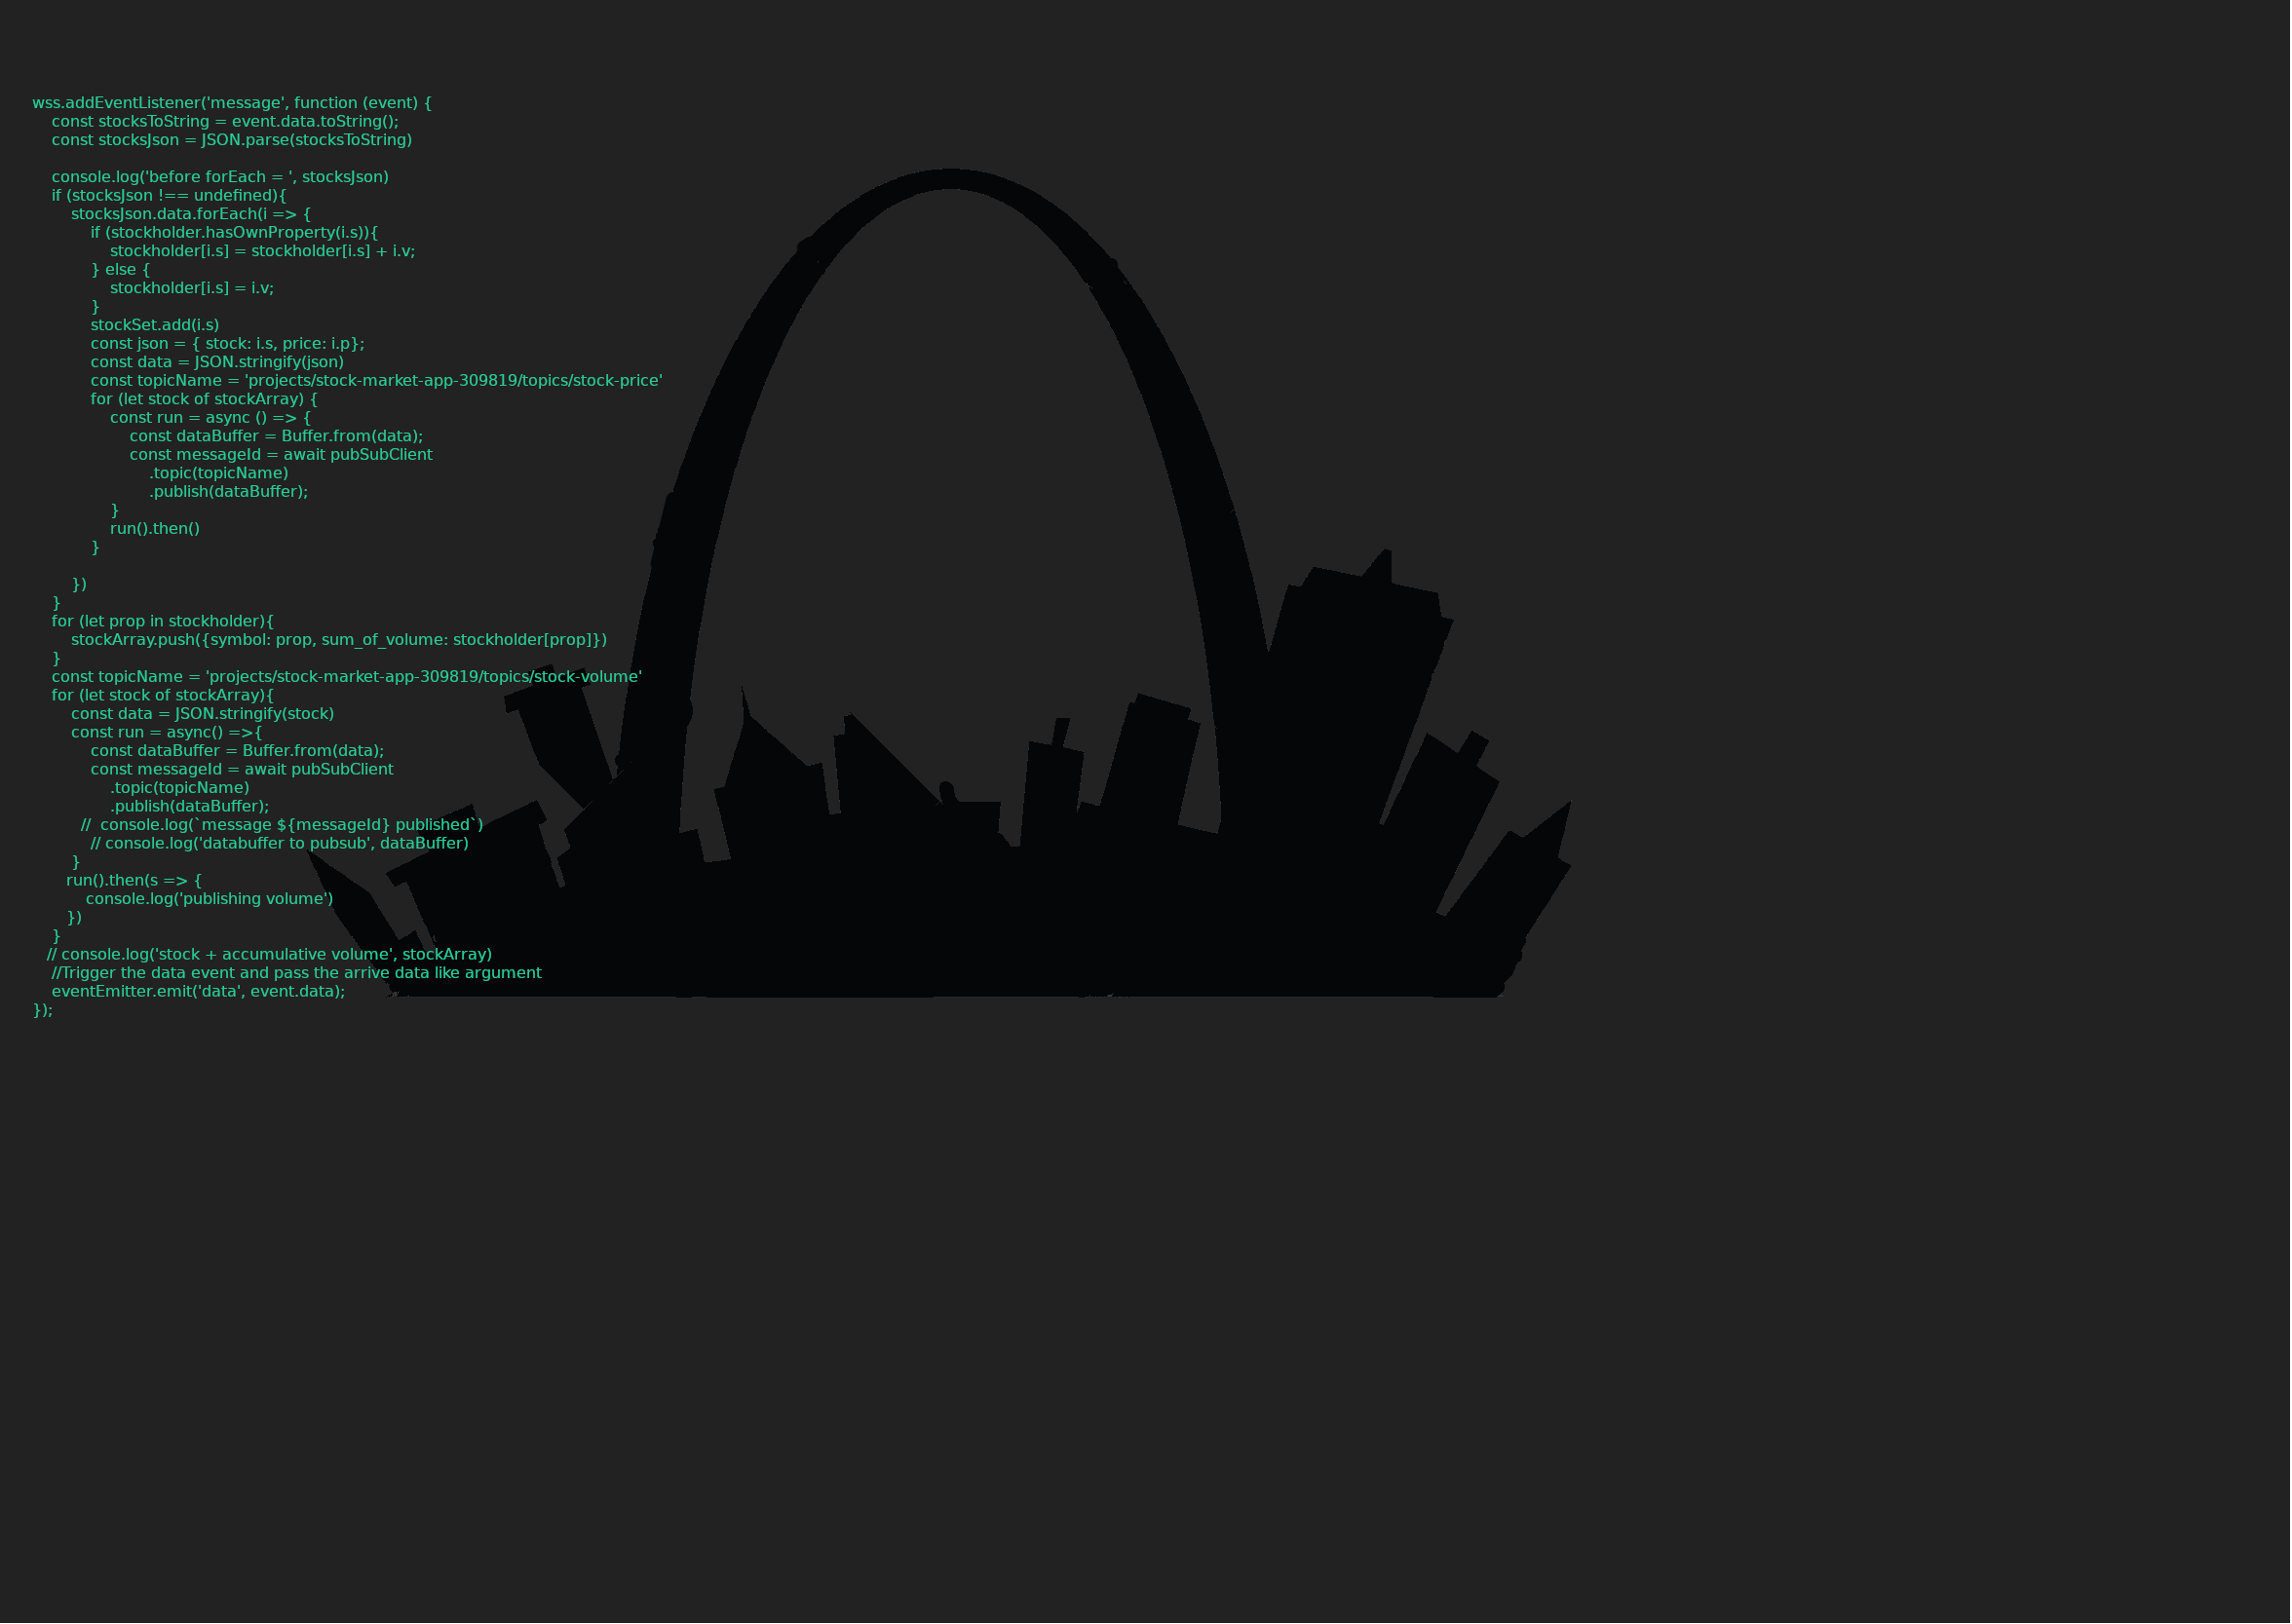 wss.addEventListener('message', function (event) {
    const stocksToString = event.data.toString();
    const stocksJson = JSON.parse(stocksToString)

    console.log('before forEach = ', stocksJson)
    if (stocksJson !== undefined){
        stocksJson.data.forEach(i => {
            if (stockholder.hasOwnProperty(i.s)){
                stockholder[i.s] = stockholder[i.s] + i.v;
            } else {
                stockholder[i.s] = i.v;
            }
            stockSet.add(i.s)
            const json = { stock: i.s, price: i.p};
            const data = JSON.stringify(json)
            const topicName = 'projects/stock-market-app-309819/topics/stock-price'
            for (let stock of stockArray) {
                const run = async () => {
                    const dataBuffer = Buffer.from(data);
                    const messageId = await pubSubClient
                        .topic(topicName)
                        .publish(dataBuffer);
                }
                run().then()
            }

        })
    }
    for (let prop in stockholder){
        stockArray.push({symbol: prop, sum_of_volume: stockholder[prop]})
    }
    const topicName = 'projects/stock-market-app-309819/topics/stock-volume'
    for (let stock of stockArray){
        const data = JSON.stringify(stock)
        const run = async() =>{
            const dataBuffer = Buffer.from(data);
            const messageId = await pubSubClient
                .topic(topicName)
                .publish(dataBuffer);
          //  console.log(`message ${messageId} published`)
            // console.log('databuffer to pubsub', dataBuffer)
        }
       run().then(s => {
           console.log('publishing volume')
       })
    }
   // console.log('stock + accumulative volume', stockArray)
    //Trigger the data event and pass the arrive data like argument
    eventEmitter.emit('data', event.data);
});